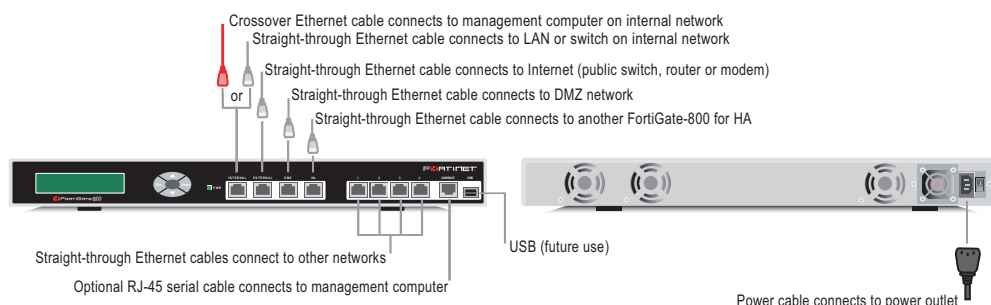 Crossover Ethernet cable connects to management computer on internal network
Straight-through Ethernet cable connects to LAN or switch on internal network
Straight-through Ethernet cable connects to Internet (public switch, router or modem)
or
Straight-through Ethernet cable connects to DMZ network
Straight-through Ethernet cable connects to another FortiGate-800 for HA
FORTINET
INTERNAL EXTERNAL DMZ HA 1 2 3 4 CONSOLE USB
PWR
FORTIGATE 800
USB (future use)
Straight-through Ethernet cables connect to other networks
Optional RJ-45 serial cable connects to management computer
Power cable connects to power outlet